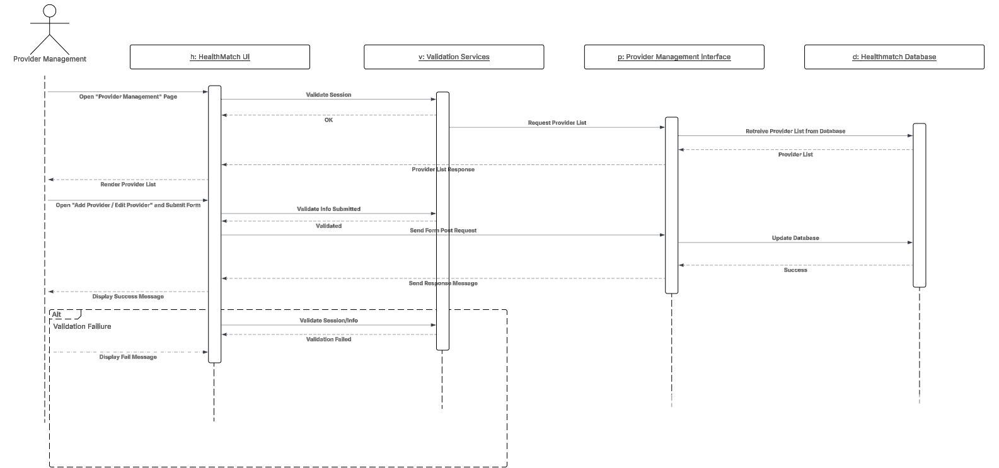 Provider Management
h: HealthMatch UI
v: Validation Services
p: Provider Management Interface
d: Healthmatch Database
Open "Provider Management" Page
Validate Session
OK
Request Provider List
Retreive Provider List from Database
Provider List
Provider List Response
Render Provider List
Open "Add Provider / Edit Provider" and Submit Form
Validate Info Submitted
Validated
Send Form Post Request
Update Database
Success
Send Response Message
Display Success Message
Alt
Validation Failiure
Validate Session/Info
Validation Failed
Display Fail Message